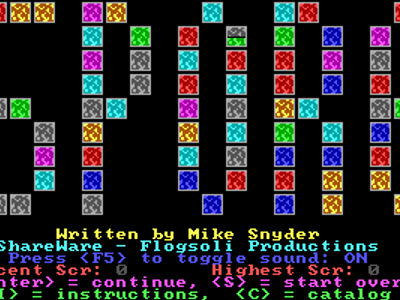 Written by Mike Snyder
ShareWare - Flogsoli Productions
Press <F5> to toggle sound: ON
cent Scr: 0 Highest Scr: 0
nter> = continue, <S> = start over
I> = instructions, <C> = catalog